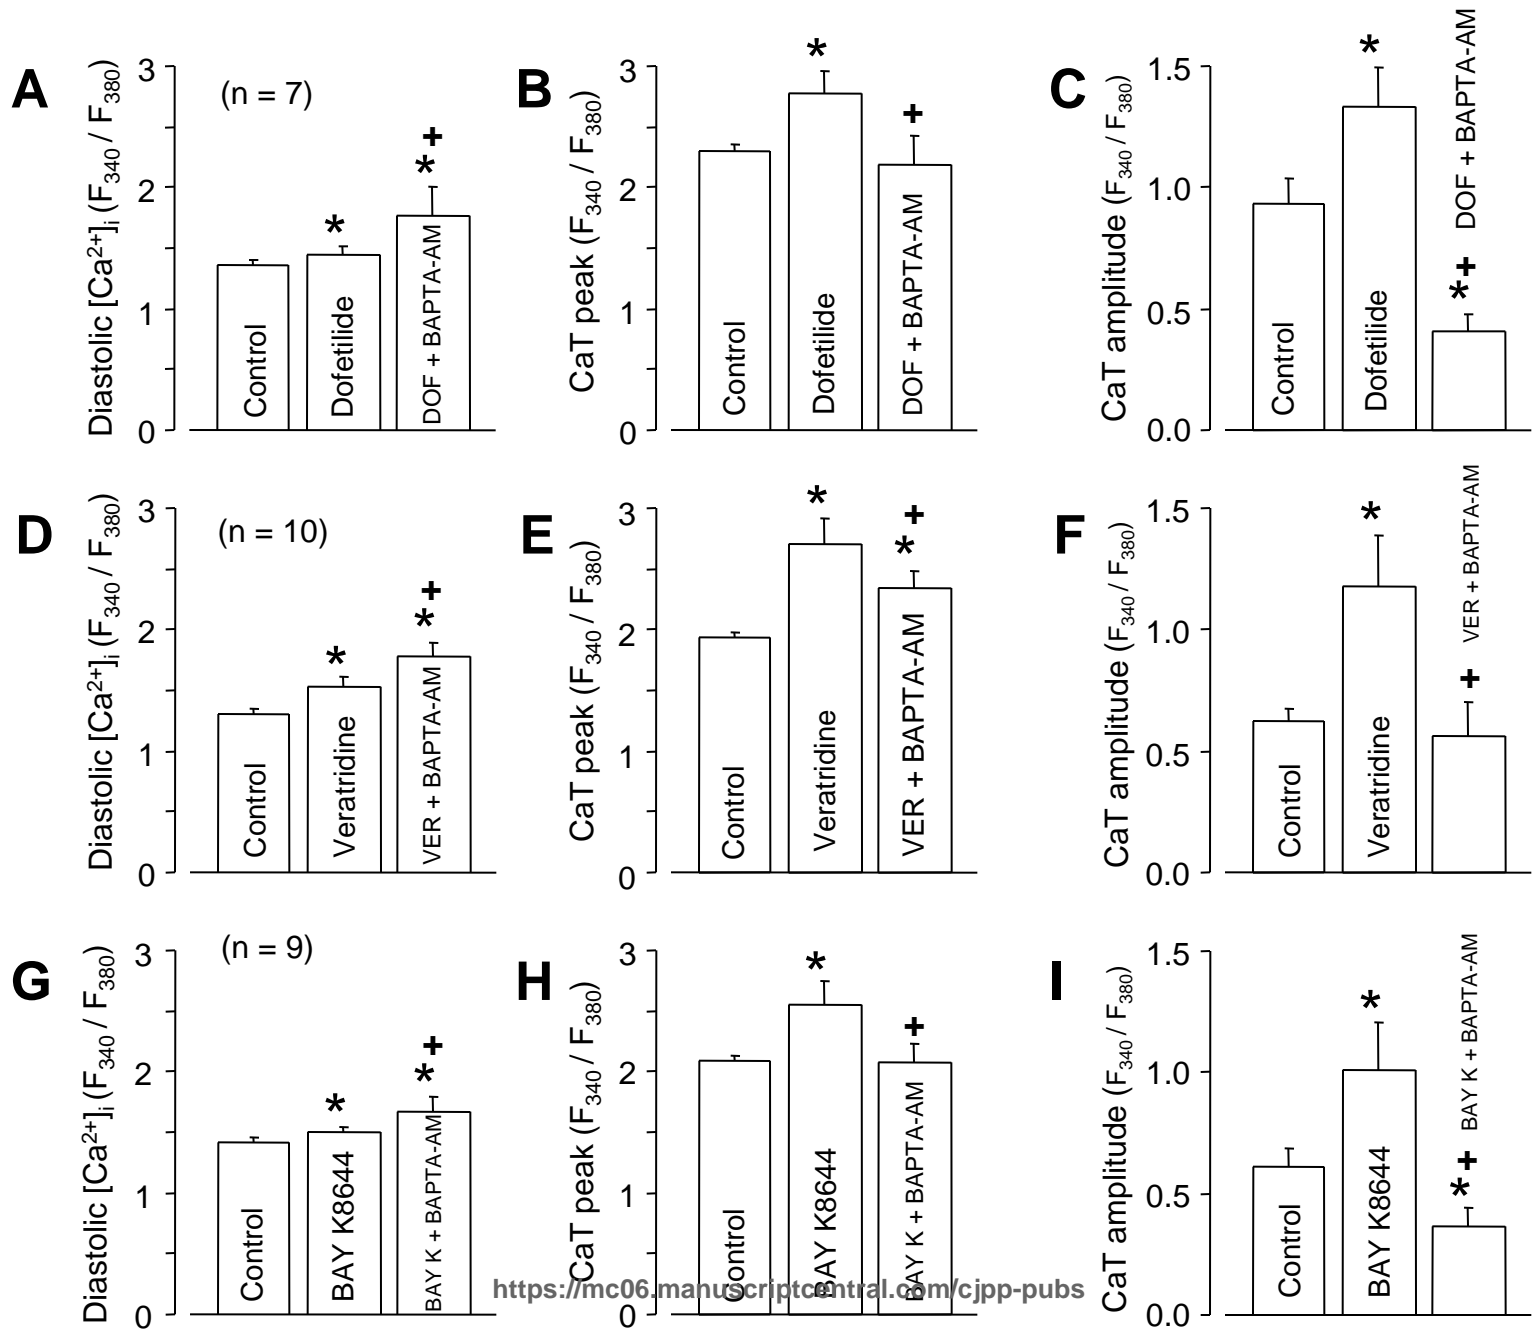 A
Diastolic [Ca2+]i (F340 / F380)
3
2
1
0
(n = 7)
*
+
*
Control
Dofetilide
DOF + BAPTA-AM
B
CaT peak (F340 / F380)
3
2
1
0
*
+
Control
Dofetilide
DOF + BAPTA-AM
C
CaT amplitude (F340 / F380)
1.5
1.0
0.5
0.0
*
+
*
Control
Dofetilide
DOF + BAPTA-AM
D
Diastolic [Ca2+]i (F340 / F380)
3
2
1
0
(n = 10)
*
+
*
Control
Veratridine
VER + BAPTA-AM
E
CaT peak (F340 / F380)
3
2
1
0
*
+
*
Control
Veratridine
VER + BAPTA-AM
F
CaT amplitude (F340 / F380)
1.5
1.0
0.5
0.0
*
+
Control
Veratridine
VER + BAPTA-AM
G
Diastolic [Ca2+]i (F340 / F380)
3
2
1
0
(n = 9)
*
+
*
Control
BAY K8644
BAY K + BAPTA-AM
H
CaT peak (F340 / F380)
3
2
1
0
*
+
Control
BAY K8644
BAY K + BAPTA-AM
I
CaT amplitude (F340 / F380)
1.5
1.0
0.5
0.0
*
+
*
Control
BAY K8644
BAY K + BAPTA-AM
https://mc06.manuscriptcentral.com/cjpp-pubs